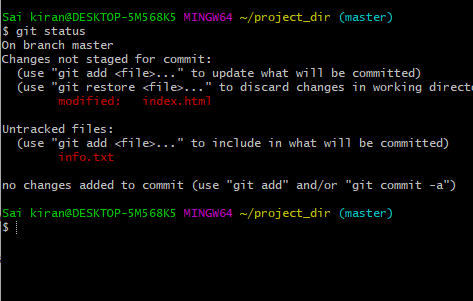 Sai kiran@DESKTOP-5M568K5 MINGW64 ~/project_dir (master)
$ git status
On branch master
Changes not staged for commit:
  (use "git add <file>..." to update what will be committed)
  (use "git restore <file>..." to discard changes in working direct
        modified:   index.html

Untracked files:
  (use "git add <file>..." to include in what will be committed)
        info.txt

no changes added to commit (use "git add" and/or "git commit -a")

Sai kiran@DESKTOP-5M568K5 MINGW64 ~/project_dir (master)
$